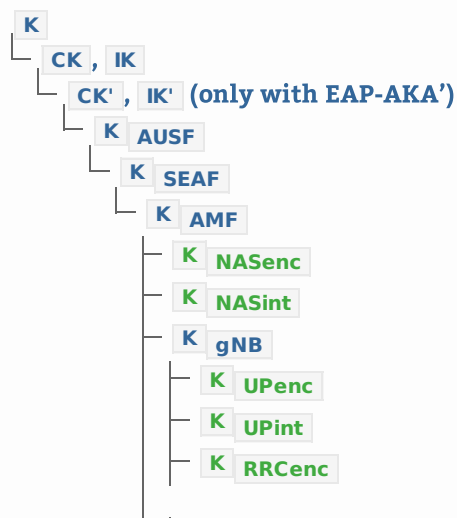 K
CK, IK
CK', IK' (only with EAP-AKA’)
K AUSF
K SEAF
K AMF
K NASenc
K NASint
K gNB
K UPenc
K UPint
K RRCenc